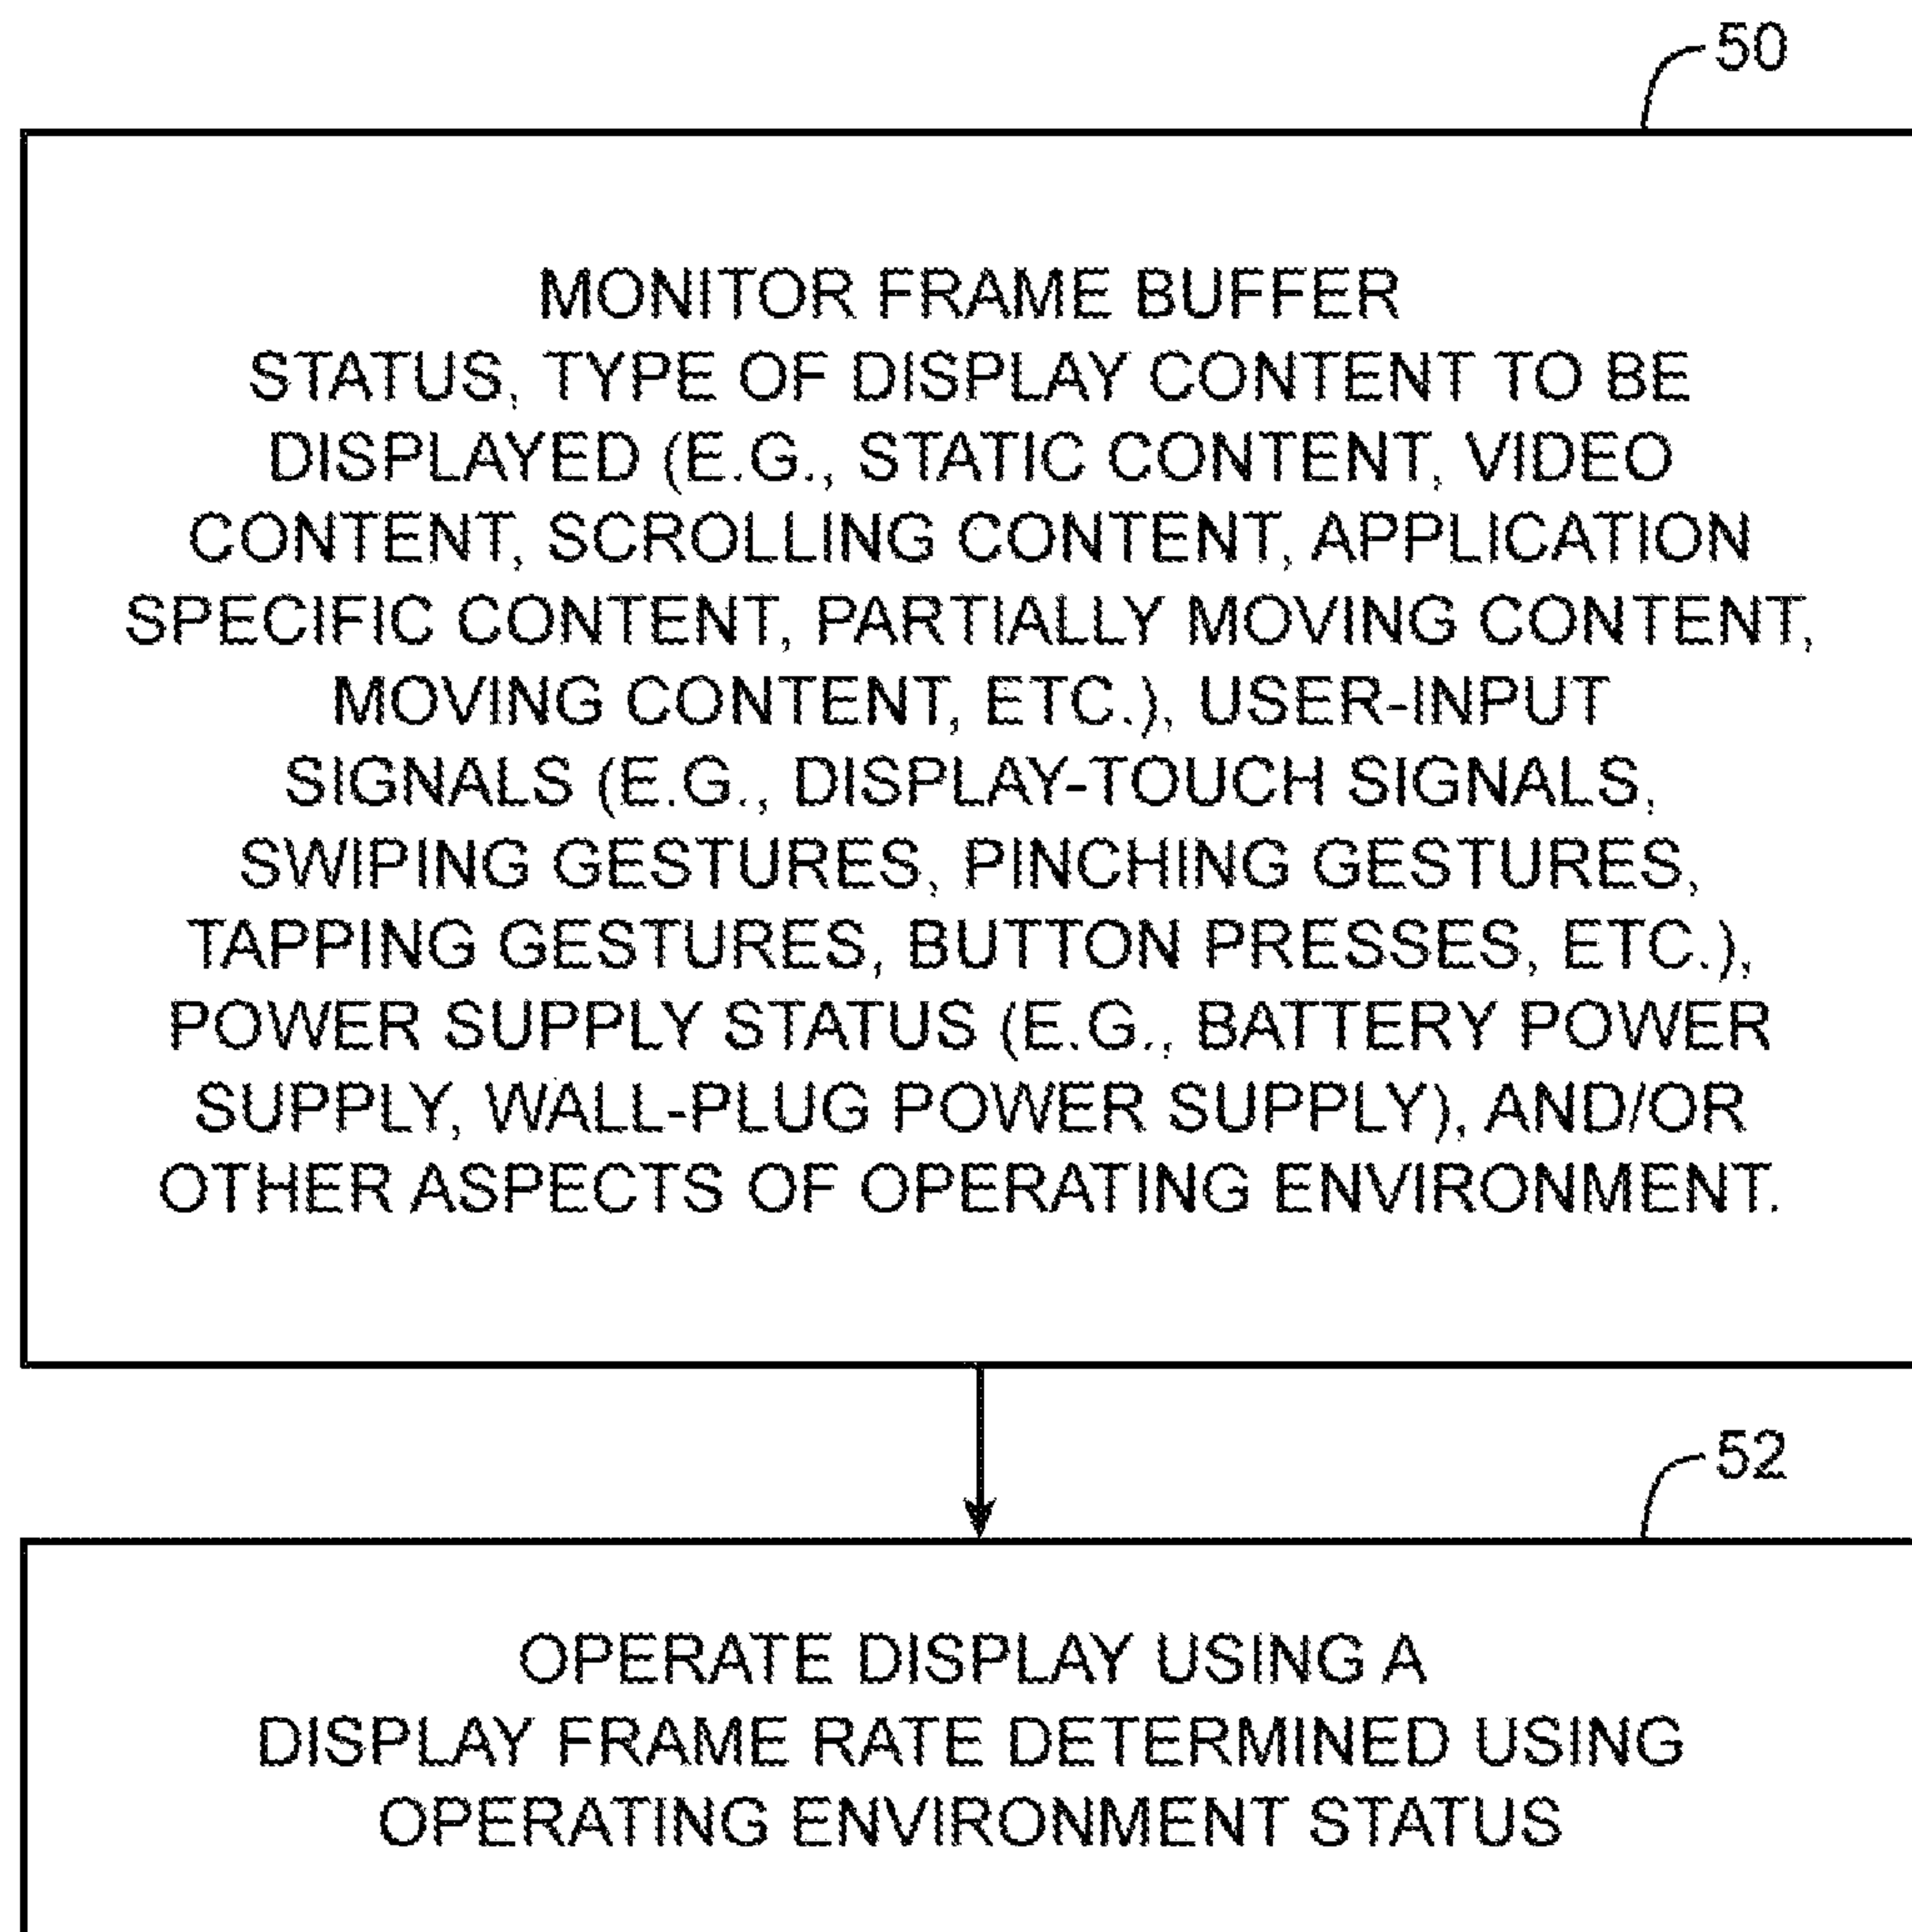 50
MONITOR FRAME BUFFER
STATUS, TYPE OF DISPLAY CONTENT TO BE
DISPLAYED (E.G., STATIC CONTENT, VIDEO
CONTENT, SCROLLING CONTENT, APPLICATION
SPECIFIC CONTENT, PARTIALLY MOVING CONTENT,
MOVING CONTENT, ETC.), USER-INPUT
SIGNALS (E.G., DISPLAY-TOUCH SIGNALS,
SWIPING GESTURES, PINCHING GESTURES,
TAPPING GESTURES, BUTTON PRESSES, ETC.),
POWER SUPPLY STATUS (E.G., BATTERY POWER
SUPPLY, WALL-PLUG POWER SUPPLY), AND/OR
OTHER ASPECTS OF OPERATING ENVIRONMENT.
52
OPERATE DISPLAY USING A
DISPLAY FRAME RATE DETERMINED USING
OPERATING ENVIRONMENT STATUS